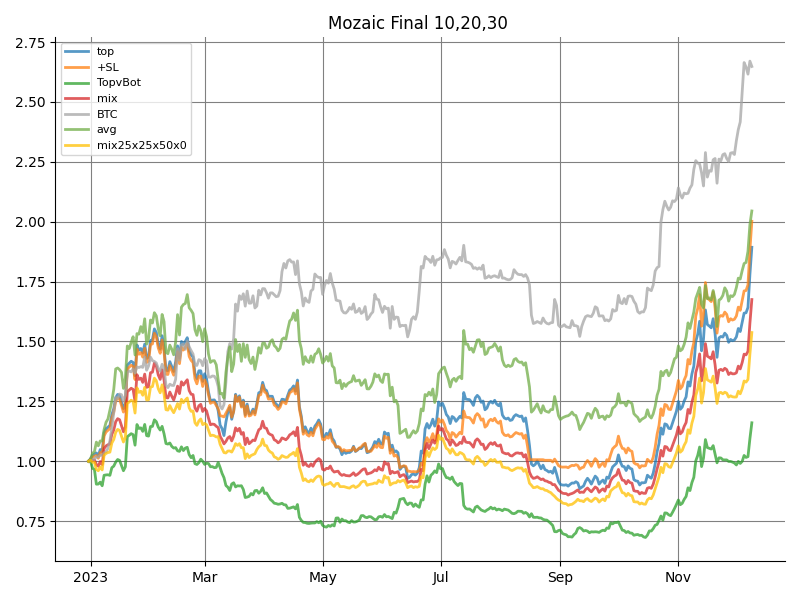 Mozaic Final 10,20,30
top
+SL
TopvBot
mix
BTC
avg
mix25x25x50x0
2.75
2.50
2.25
2.00
1.75
1.50
1.25
1.00
0.75
2023
Mar
May
Jul
Sep
Nov